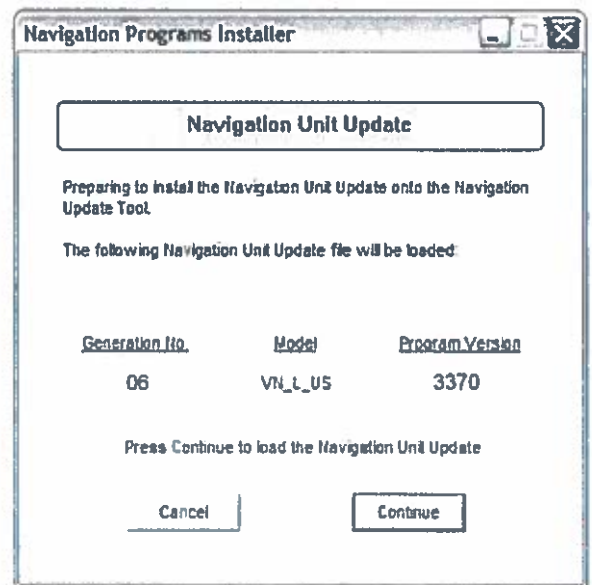 Navigation Programs Installer
Navigation Unit Update
Preparing to install the Navigation Unit Update onto the Navigation
Update Tool.
The following Navigation Unit Update file will be loaded:
Generation No. Model Program Version
06 VN_L_US 3370
Press Continue to load the Navigation Unit Update
Cancel Continue